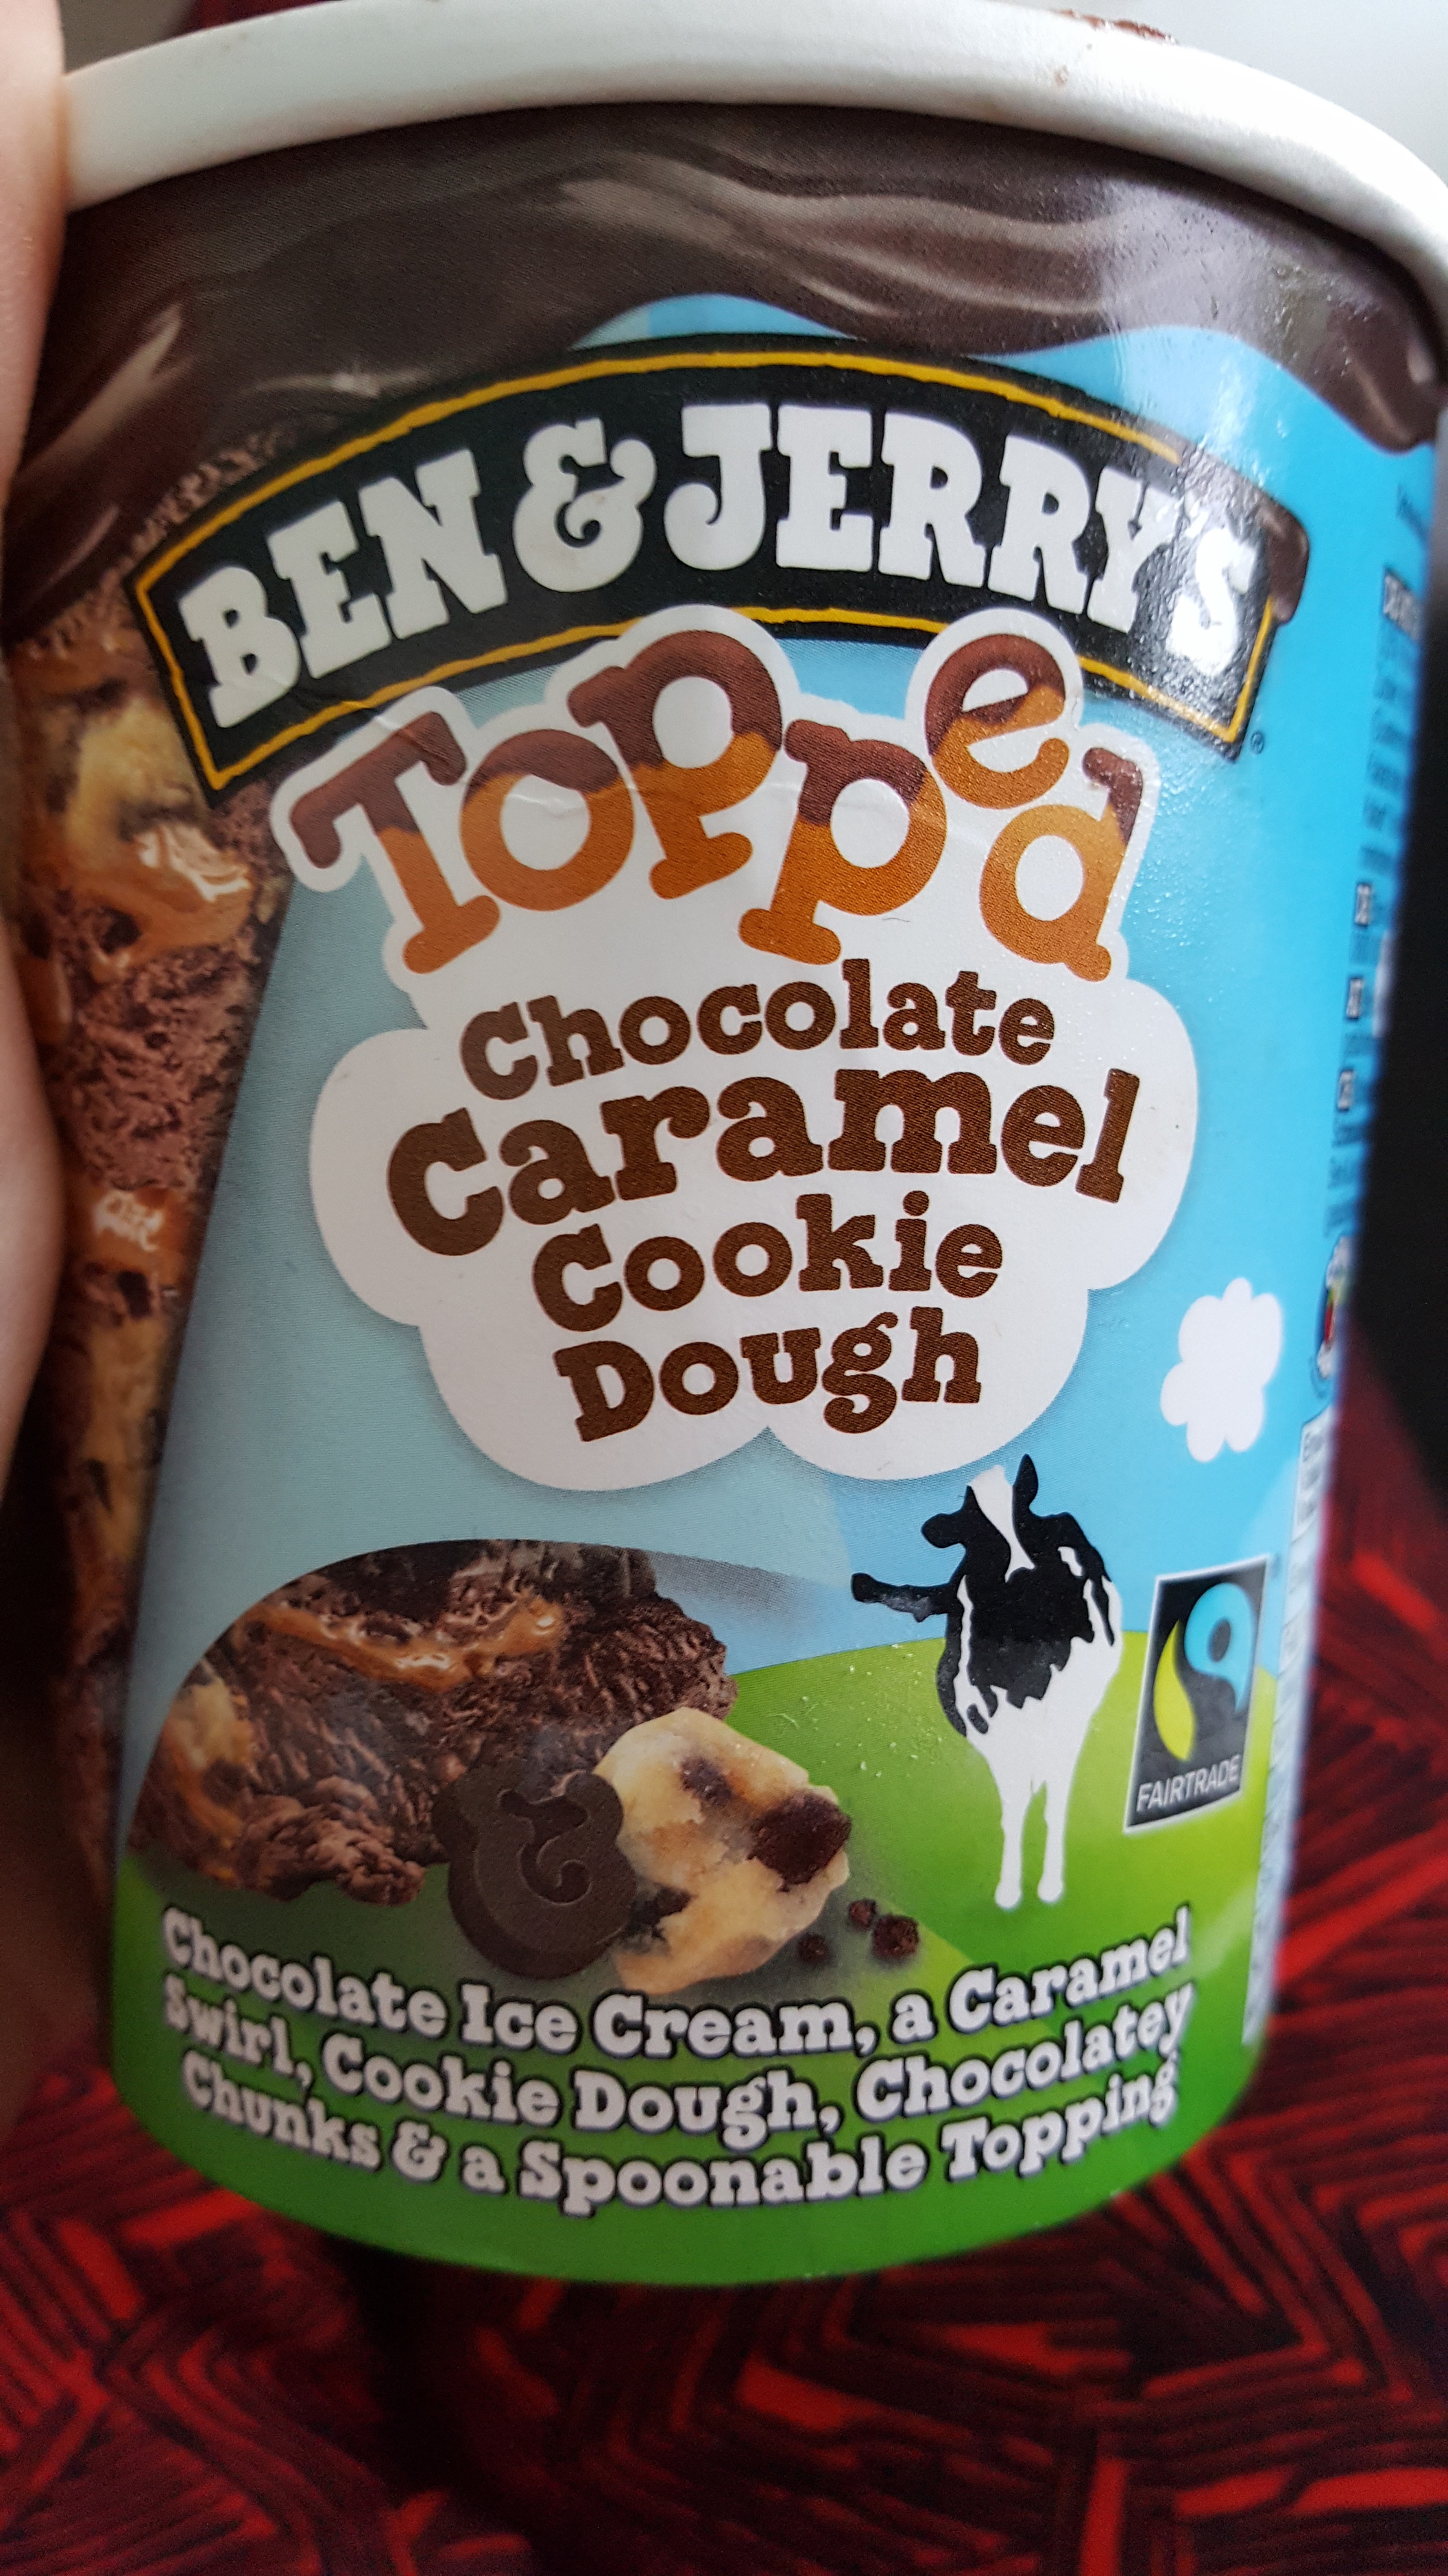 BEN & JERRY'S
Topped
Chocolate
Caramel
Cookie
Dough
FAIRTRADE
Chocolate Ice Cream, a Caramel
Swirl, Cookie Dough, Chocolatey
Chunks & a Spoonable Topping